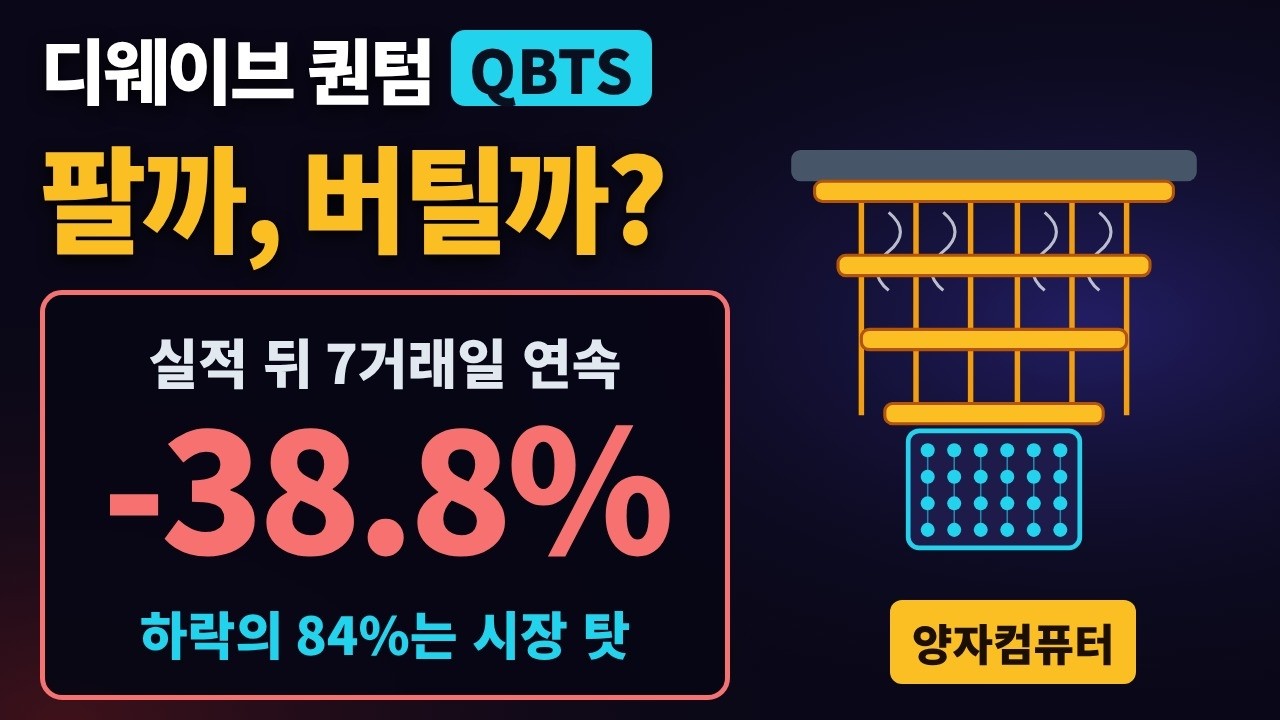 디웨이브 퀀텀 QBTS
팔까, 버틸까?
실적 뒤 7거래일 연속
-38.8%
하락의 84%는 시장 탓
양자컴퓨터